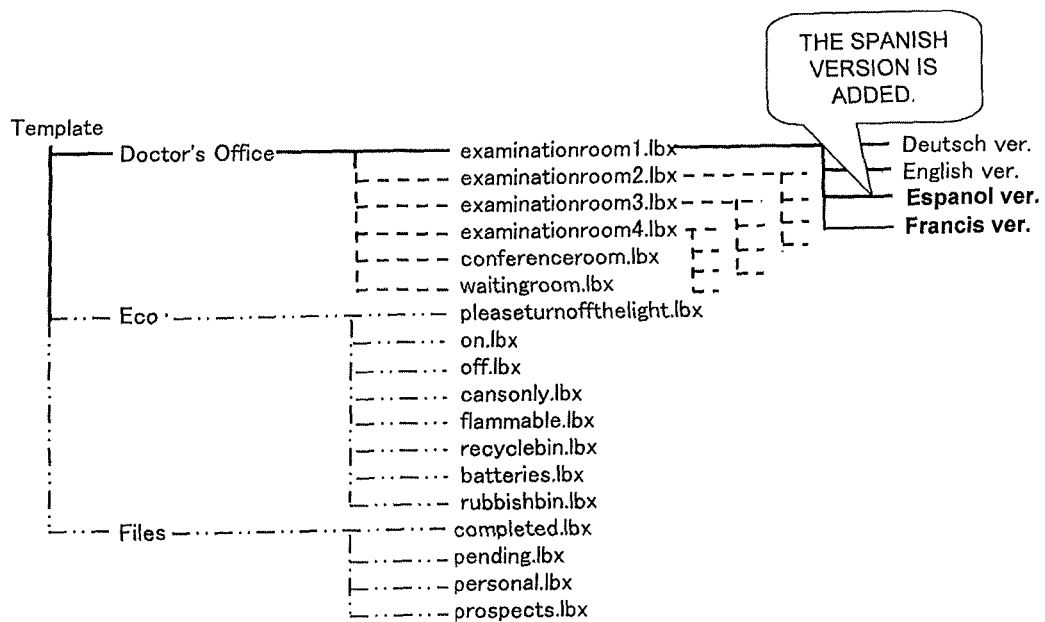 THE SPANISH
VERSION IS
ADDED.
Template
Doctor's Office
examinationroom1.lbx
Deutsch ver.
examinationroom2.lbx
English ver.
examinationroom3.lbx
Espanol ver.
examinationroom4.lbx
Francis ver.
conferenceroom.lbx
waitingroom.lbx
Eco
pleaseturnoffthelight.lbx
on.lbx
off.lbx
cansonly.lbx
flammable.lbx
recyclebin.lbx
batteries.lbx
rubbishbin.lbx
Files
completed.lbx
pending.lbx
personal.lbx
prospects.lbx